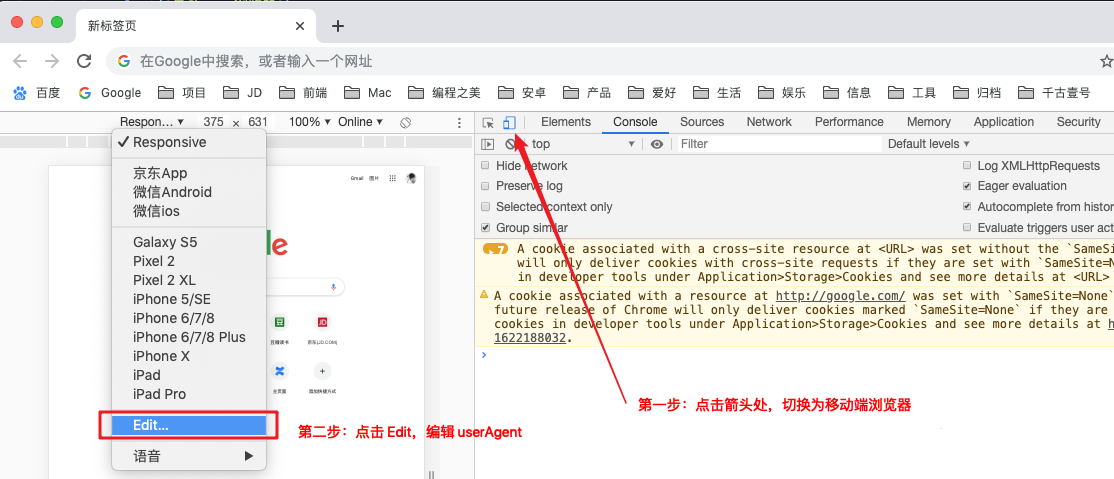 新标签页
在Google中搜索，或者输入一个网址
百度 Google 项目 JD 前端 Mac 编程之美 安卓 产品 爱好 生活 娱乐 信息 工具 归档 千古壹号
Respon... 375 × 631 100% Online
Elements Console Sources Network Performance Memory Application Security
top Filter Default levels
Hide network Log XMLHttpRequests
Preserve log Eager evaluation
Selected context only Autocomplete from histor
Group similar Evaluate triggers user act
Responsive
京东App
微信Android
微信ios
Galaxy S5
Pixel 2
Pixel 2 XL
iPhone 5/SE
iPhone 6/7/8
iPhone 6/7/8 Plus
iPhone X
iPad
iPad Pro
Edit...
语音
Gmail 图片
le
豆瓣读书 京东(JD.COM)
主页面 添加快捷方式
7 A cookie associated with a cross-site resource at <URL> was set without the `SameSite
will only deliver cookies with cross-site requests if they are set with `SameSite=N
in developer tools under Application>Storage>Cookies and see more details at <URL>
A cookie associated with a resource at http://google.com/ was set with `SameSite=None`
future release of Chrome will only deliver cookies marked `SameSite=None` if they are
cookies in developer tools under Application>Storage>Cookies and see more details at h
1622188032.
第一步：点击箭头处，切换为移动端浏览器
第二步：点击 Edit，编辑 userAgent